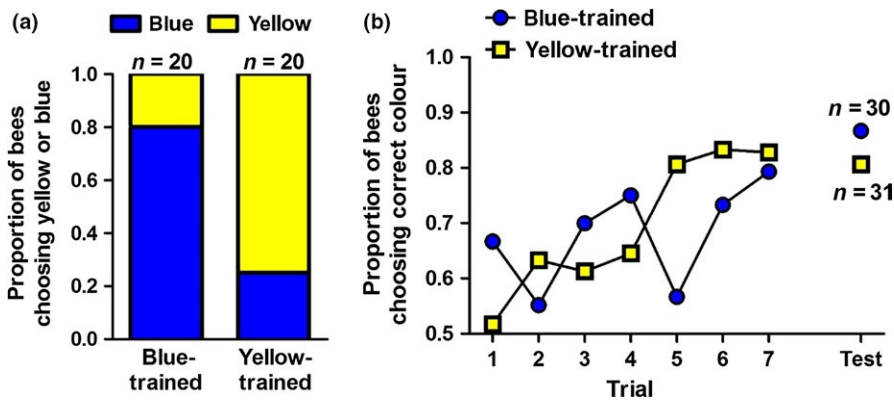 (a)
Blue Yellow
n = 20 n = 20
Proportion of bees
choosing yellow or blue
1.0
0.8
0.6
0.4
0.2
0.0
Blue-
trained
Yellow-
trained
(b)
Blue-trained
Yellow-trained
Proportion of bees
choosing correct colour
1.0
0.9
0.8
0.7
0.6
0.5
n = 30
n = 31
1 2 3 4 5 6 7 Test
Trial